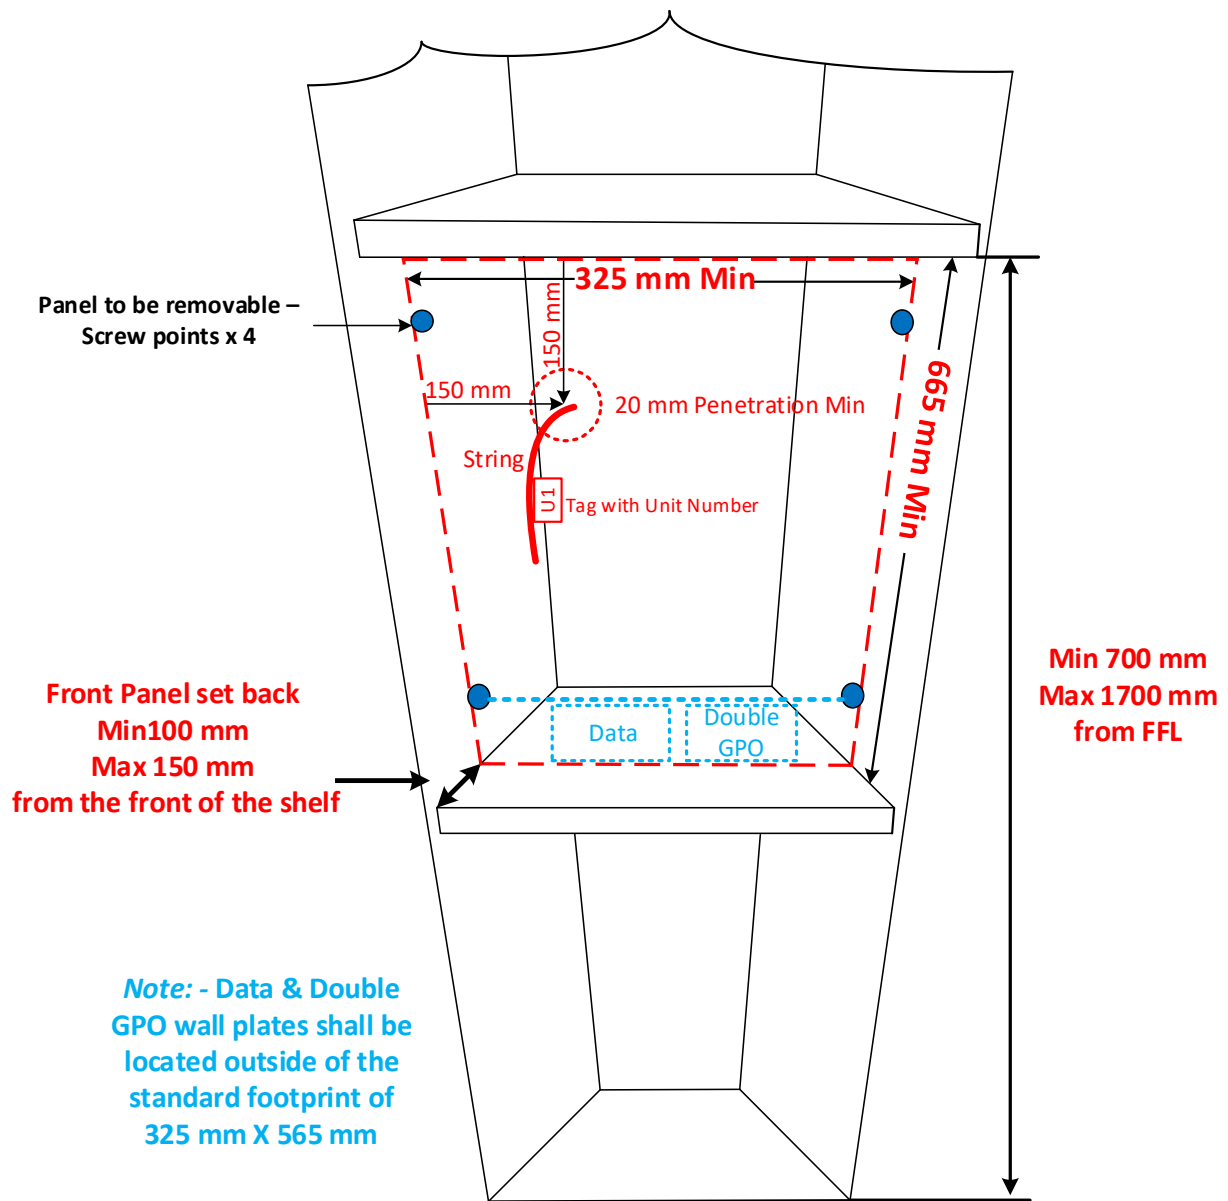 325 mm Min
Panel to be removable –
Screw points x 4
150 mm
150 mm
20 mm Penetration Min
665 mm Min
String
U1
Tag with Unit Number
Min 700 mm
Max 1700 mm
from FFL
Front Panel set back
Min100 mm
Max 150 mm
from the front of the shelf
Data
Double
GPO
Note: - Data & Double
GPO wall plates shall be
located outside of the
standard footprint of
325 mm X 565 mm